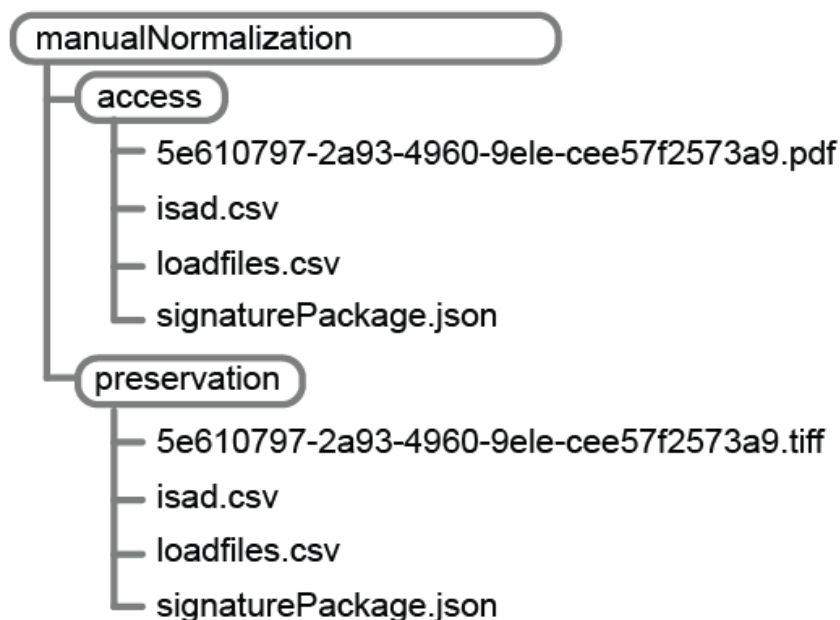 manualNormalization
access
5e610797-2a93-4960-9ele-cee57f2573a9.pdf
isad.csv
loadfiles.csv
signaturePackage.json
preservation
5e610797-2a93-4960-9ele-cee57f2573a9.tiff
isad.csv
loadfiles.csv
signaturePackage.json